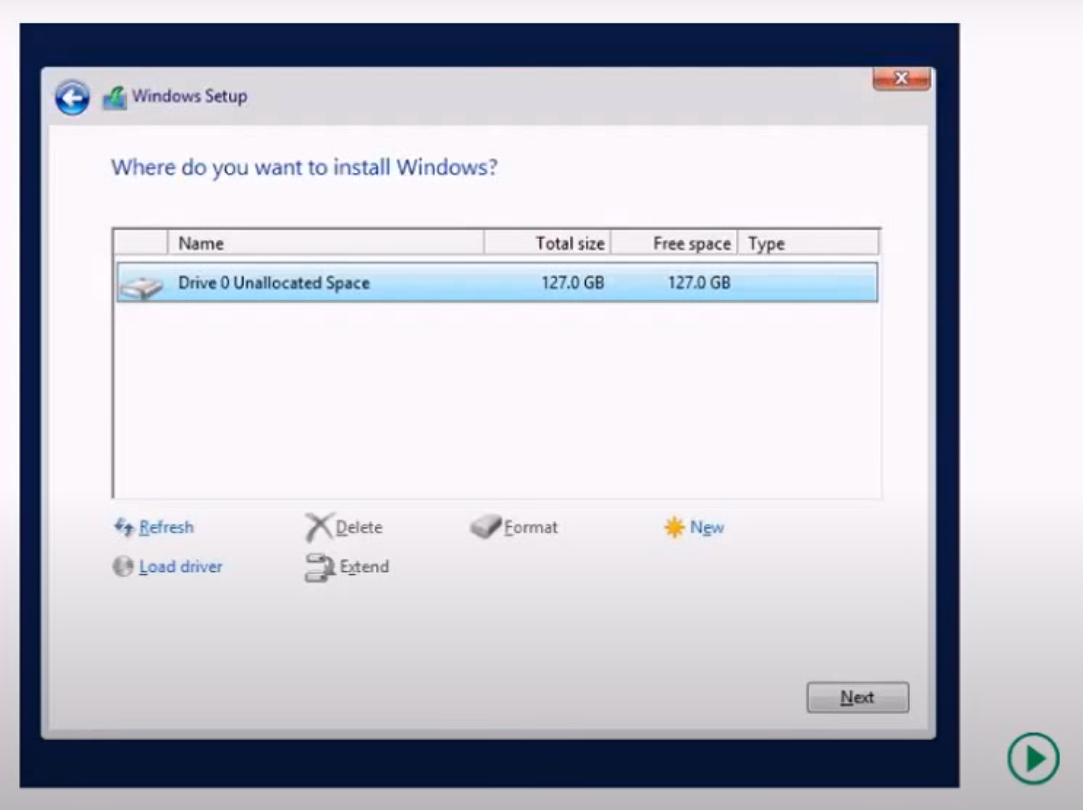 Windows Setup
Where do you want to install Windows?
Name Total size Free space Type
Drive 0 Unallocated Space 127.0 GB 127.0 GB
Refresh Delete Format New
Load driver Extend
Next